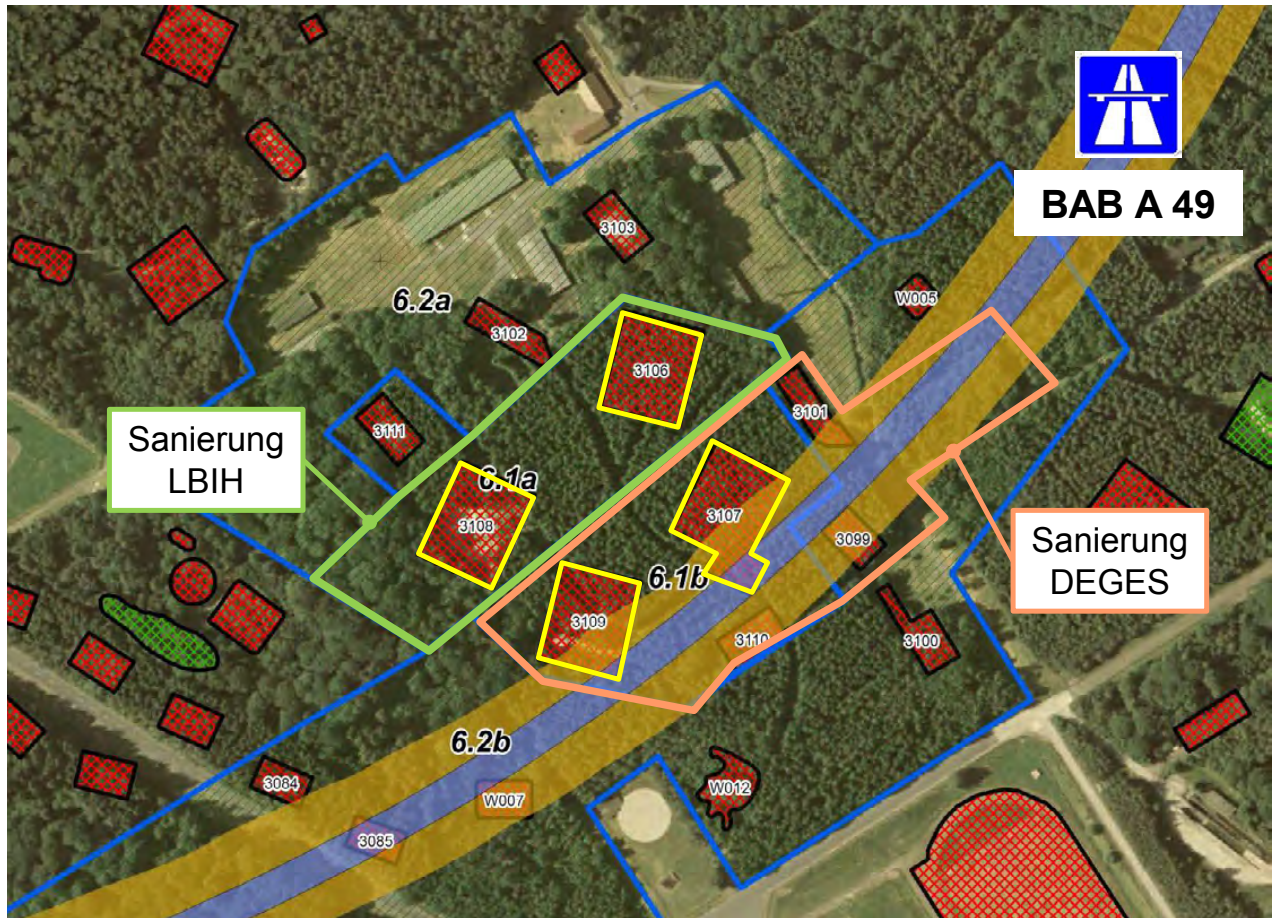 BAB A 49
3103
W005
6.2a
3102
3106
3101
3111
Sanierung
LBIH
6.1a
3108
3107
3099
Sanierung
DEGES
6.1b
3109
3110
3100
6.2b
3084
W007
W012
3085